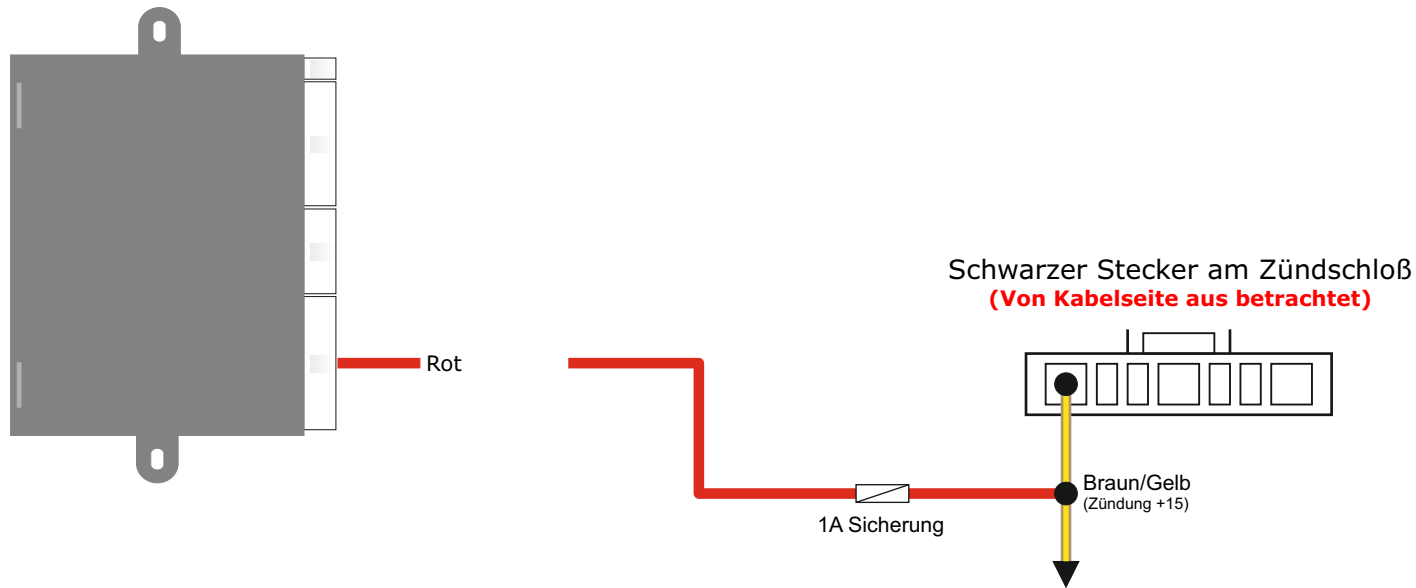 Schwarzer Stecker am Zündschloß
(Von Kabelseite aus betrachtet)
Rot
Braun/Gelb
(Zündung +15)
1A Sicherung